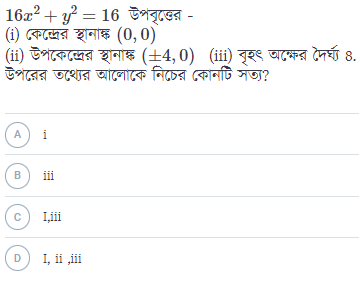 16x² + y² = 16 উপবৃত্তের -
(i) কেন্দ্রের স্থানাঙ্ক (0, 0)
(ii) উপকেন্দ্রের স্থানাঙ্ক (±4, 0) (iii) বৃহৎ অক্ষের দৈর্ঘ্য 8.
উপরের তথ্যের আলোকে নিচের কোনটি সত্য?
A i
B iii
C I,iii
D I, ii ,iii